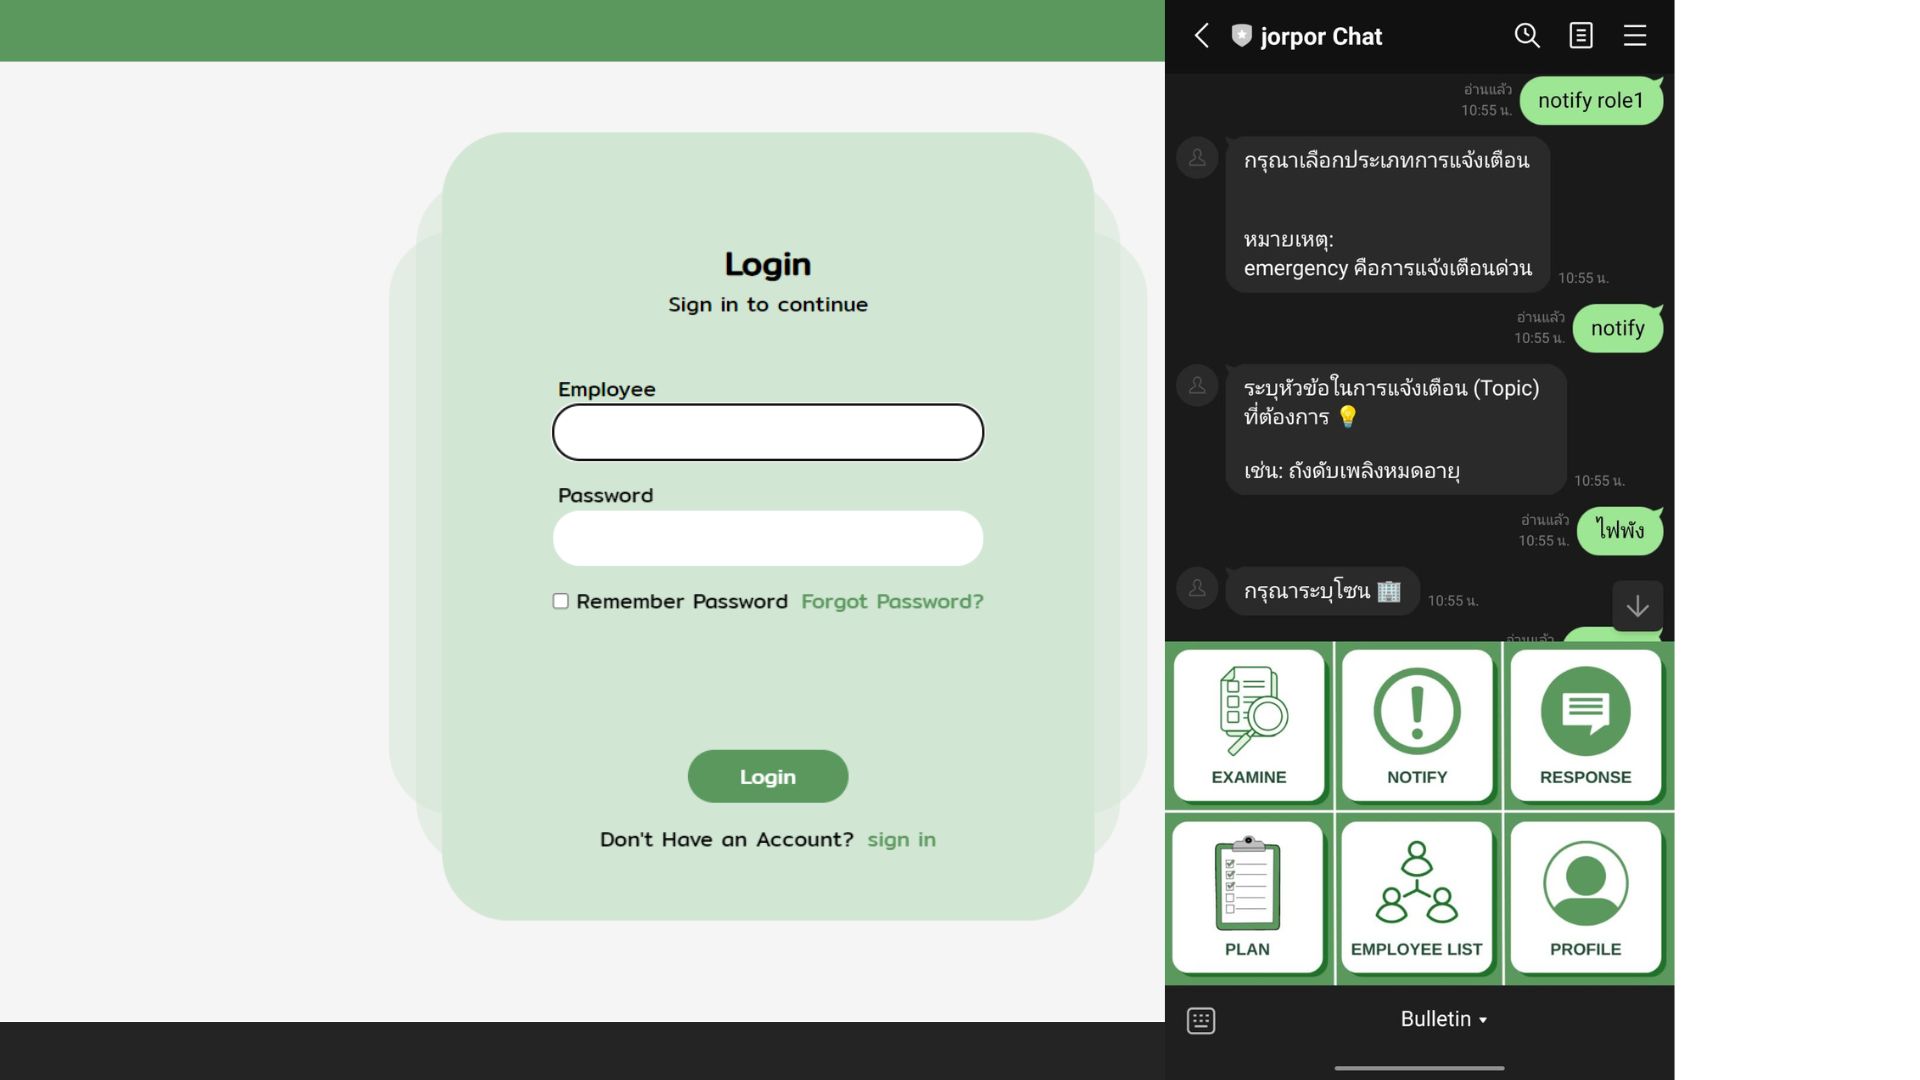 Login
Sign in to continue
Employee
Password
Remember Password Forgot Password?
Login
Don't Have an Account? sign in
jorpor Chat
อ่านแล้ว
10:55 น.
notify role1
กรุณาเลือกประเภทการแจ้งเตือน
หมายเหตุ:
emergency คือการแจ้งเตือนด่วน
10:55 น.
อ่านแล้ว
10:55 น.
notify
ระบุหัวข้อในการแจ้งเตือน (Topic)
ที่ต้องการ 💡
เช่น: ถังดับเพลิงหมดอายุ
10:55 น.
อ่านแล้ว
10:55 น.
ไฟพัง
กรุณาระบุโซน 🏢
10:55 น.
อ่านแล้ว
EXAMINE
NOTIFY
RESPONSE
PLAN
EMPLOYEE LIST
PROFILE
Bulletin